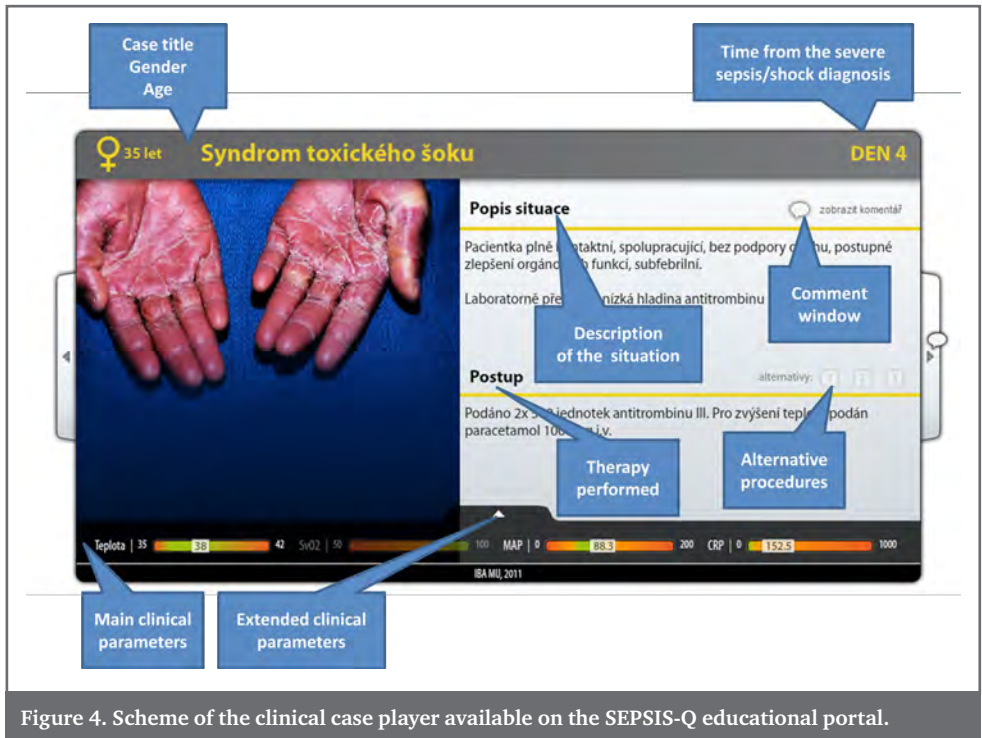 Case title
Gender
Age
Time from the severe
sepsis/shock diagnosis
35 let Syndrom toxického šoku DEN 4
Popis situace zobrazit komentář
Pacientka plně spolupracující, bez podpory postupné
zlepšení funkcí, subfebrilní.
Laboratorně nízká hladina antitrombinu
Comment
window
Description
of the situation
Postup alternativy: 1 2 3
Podáno 2x jednotek antitrombinu III. Pro zvýšení podán
paracetamol i.v.
Therapy
performed
Alternative
procedures
Teplota | 35 38 42 SvO2 | 50 100 MAP | 0 88.3 200 CRP | 0 152.5 1000
IBA MU, 2011
Main clinical
parameters
Extended clinical
parameters
Figure 4. Scheme of the clinical case player available on the SEPSIS-Q educational portal.